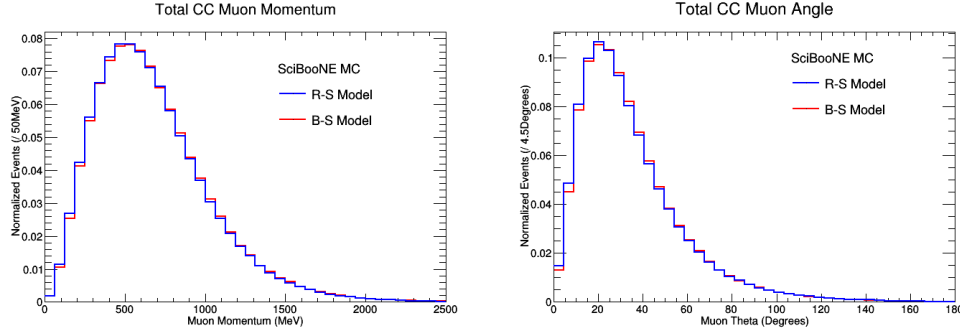 Total CC Muon Momentum
Normalized Events (/ 50MeV)
0.08
0.07
0.06
0.05
0.04
0.03
0.02
0.01
0
SciBooNE MC
R-S Model
B-S Model
0 500 1000 1500 2000 2500
Muon Momentum (MeV)
Total CC Muon Angle
Normalized Events (/ 4.5Degrees)
0.1
0.08
0.06
0.04
0.02
0
SciBooNE MC
R-S Model
B-S Model
0 20 40 60 80 100 120 140 160 180
Muon Theta (Degrees)